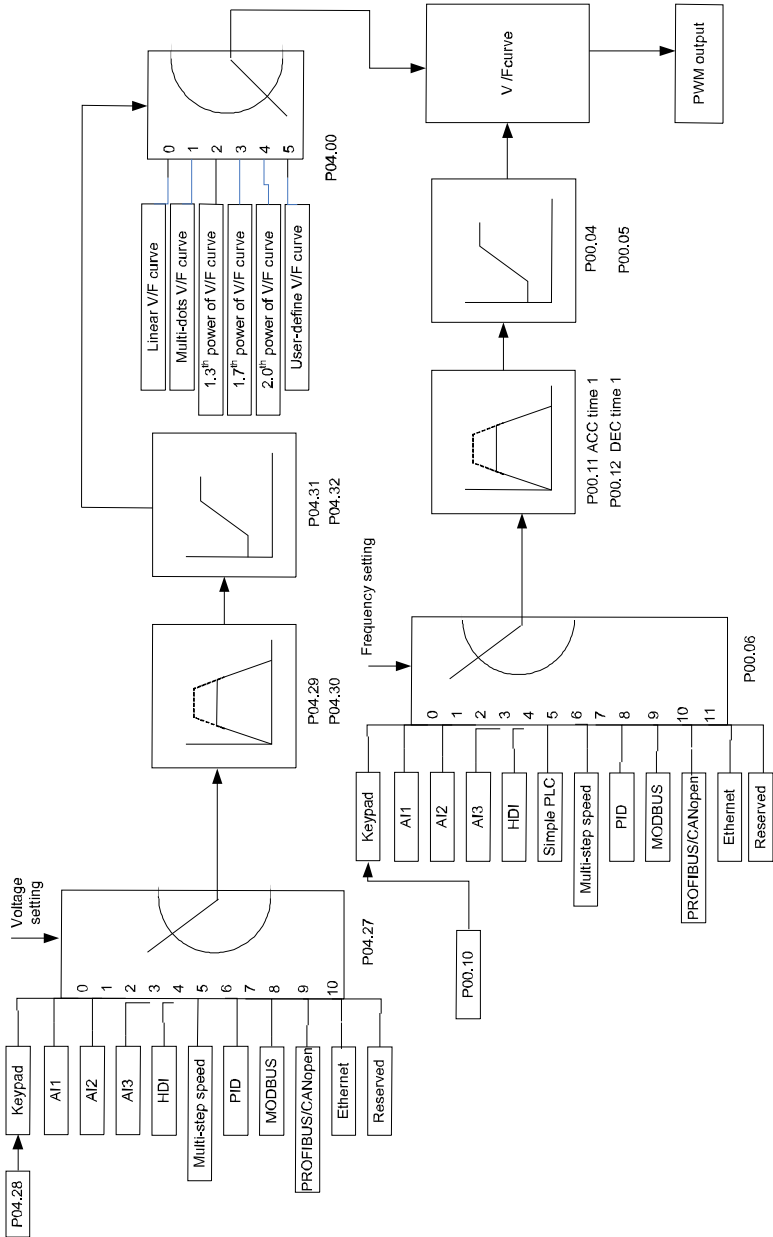 Voltage
setting
P04.28
Keypad
AI1
AI2
AI3
HDI
Multi-step speed
PID
MODBUS
PROFIBUS/CANopen
Ethernet
Reserved
0
1
2
3
4
5
6
7
8
9
10
P04.27
P04.29
P04.30
P04.31
P04.32
Linear V/F curve
Multi-dots V/F curve
1.3th power of V/F curve
1.7th power of V/F curve
2.0th power of V/F curve
User-define V/F curve
0
1
2
3
4
5
P04.00
Frequency setting
P00.10
Keypad
AI1
AI2
AI3
HDI
Simple PLC
Multi-step speed
PID
MODBUS
PROFIBUS/CANopen
Ethernet
Reserved
0
1
2
3
4
5
6
7
8
9
10
11
P00.06
P00.11 ACC time 1
P00.12 DEC time 1
P00.04
P00.05
V /Fcurve
PWM output